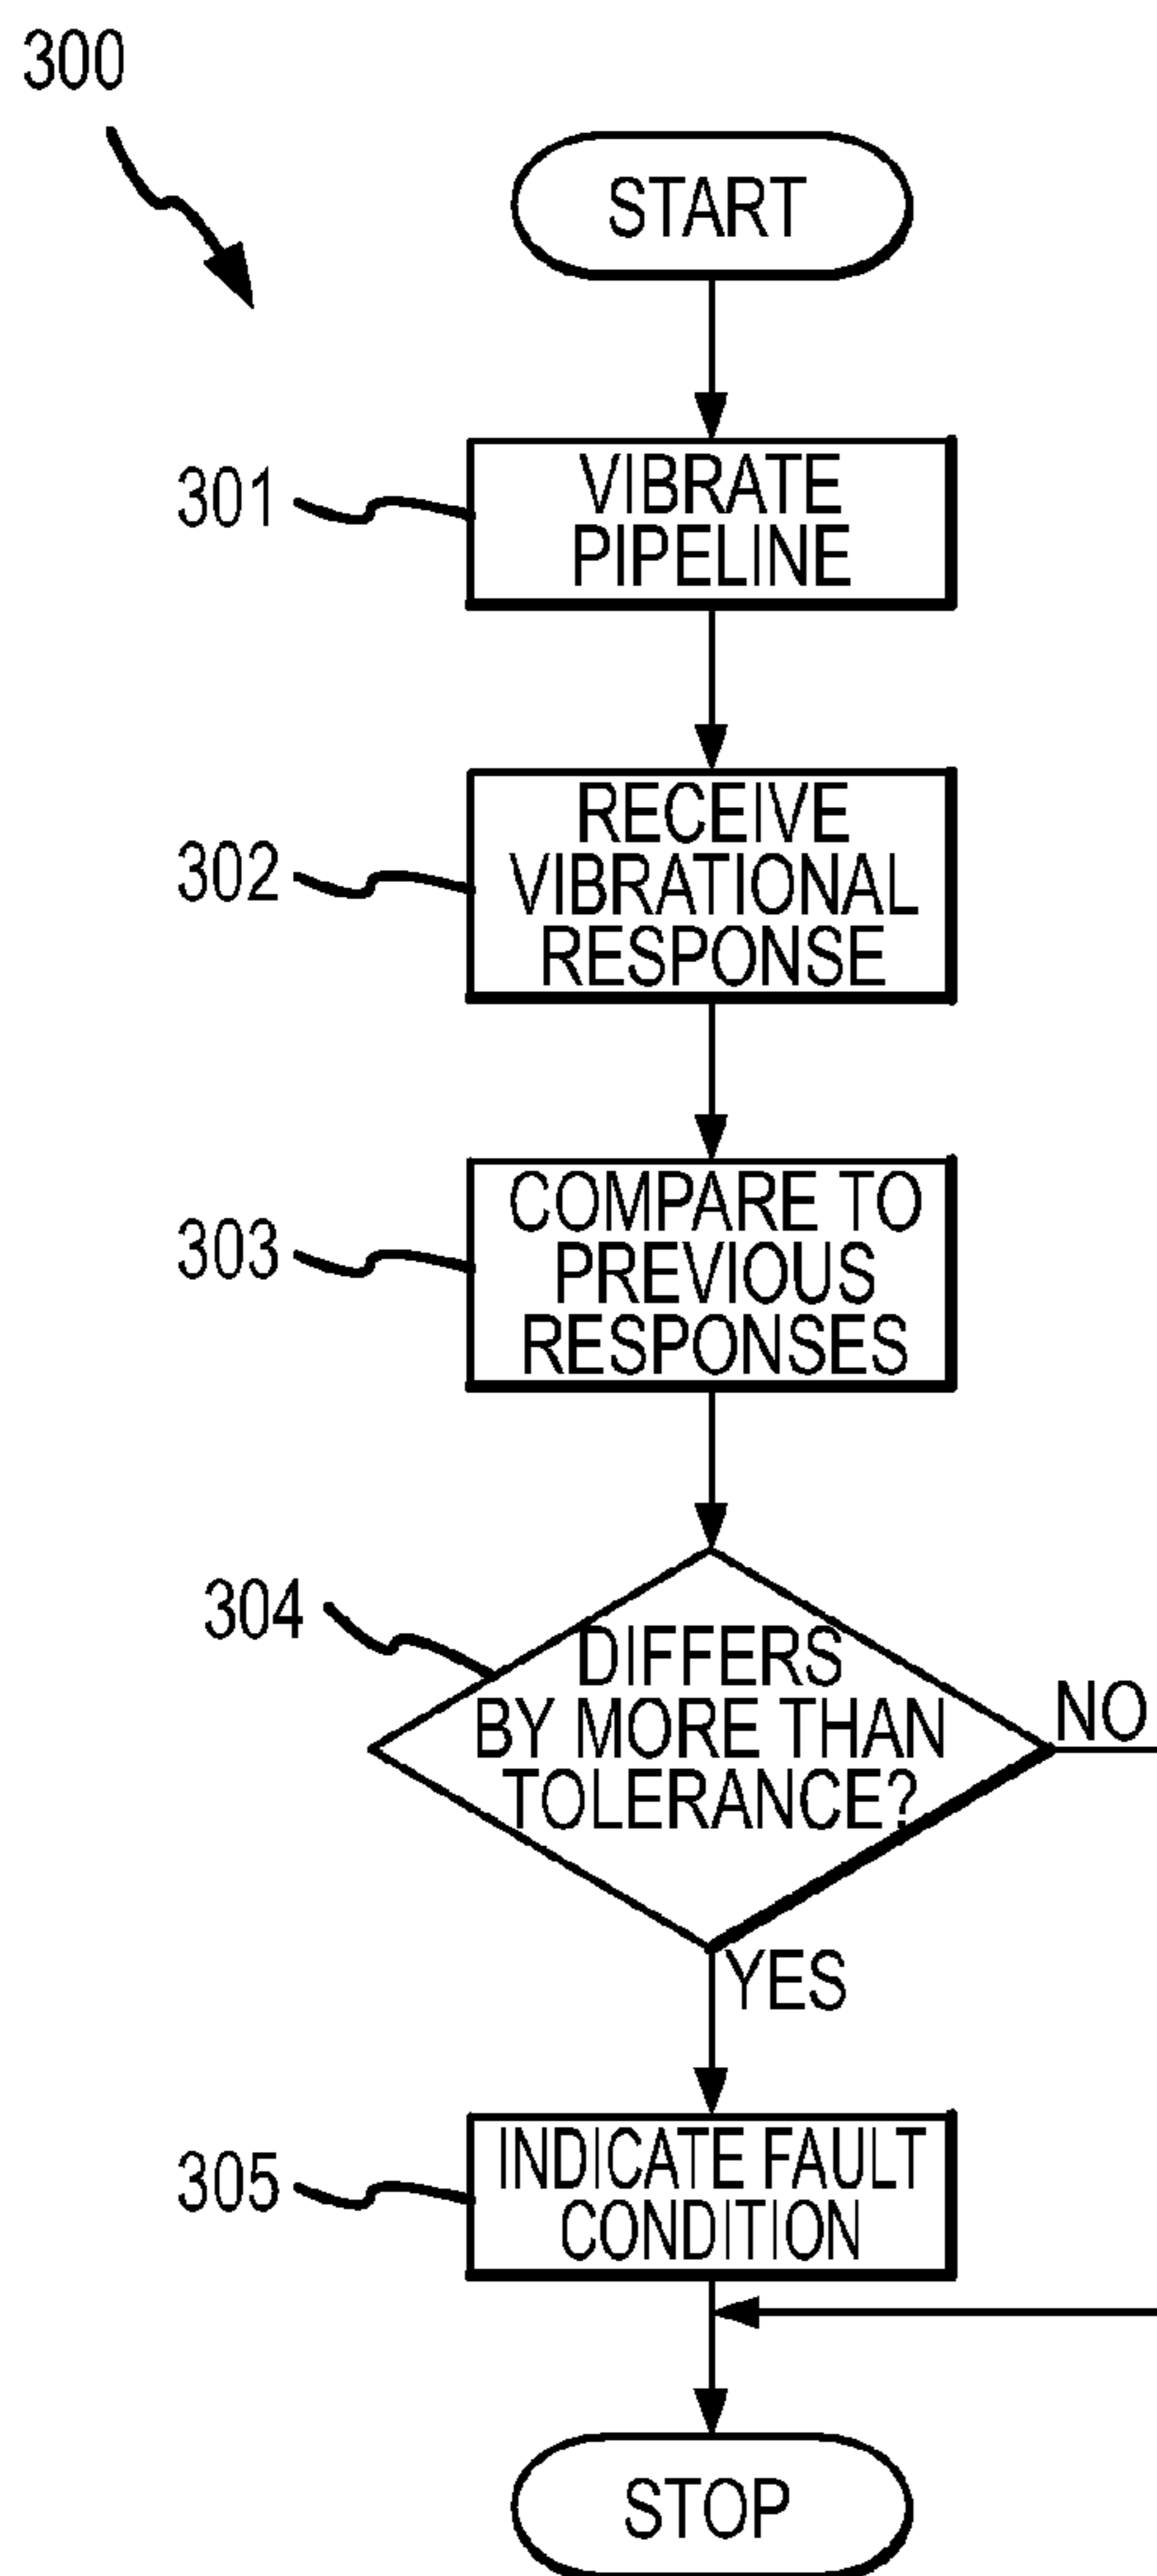 300
START
301
VIBRATE
PIPELINE
302
RECEIVE
VIBRATIONAL
RESPONSE
303
COMPARE TO
PREVIOUS
RESPONSES
304
DIFFERS
BY MORE THAN
TOLERANCE?
NO
YES
305
INDICATE FAULT
CONDITION
STOP